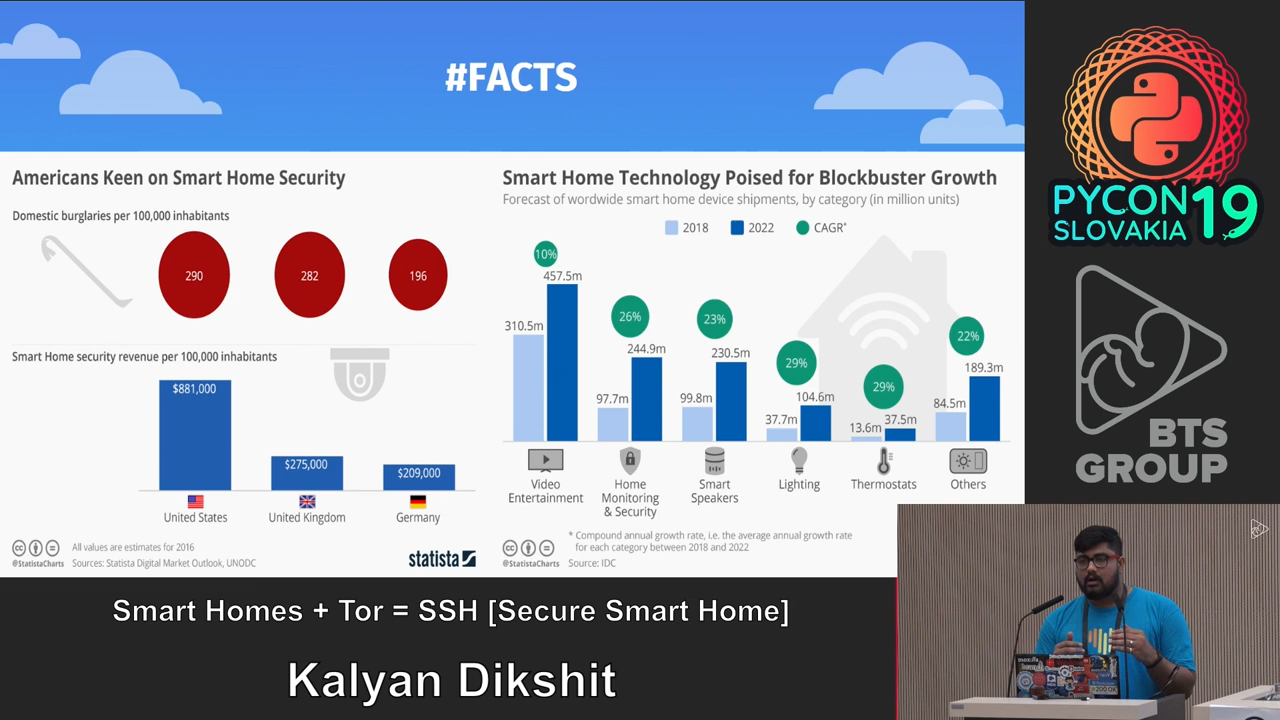 #FACTS
Americans Keen on Smart Home Security
Domestic burglaries per 100,000 inhabitants
290
282
196
Smart Home security revenue per 100,000 inhabitants
$881,000
$275,000
$209,000
United States
United Kingdom
Germany
@StatistaCharts
All values are estimates for 2016
Sources: Statista Digital Market Outlook, UNODC
statista
Smart Home Technology Poised for Blockbuster Growth
Forecast of wordwide smart home device shipments, by category (in million units)
2018
2022
CAGR*
10%
457.5m
310.5m
26%
244.9m
97.7m
23%
230.5m
99.8m
29%
104.6m
37.7m
29%
37.5m
13.6m
22%
189.3m
84.5m
Video
Entertainment
Home
Monitoring
& Security
Smart
Speakers
Lighting
Thermostats
Others
* Compound annual growth rate, i.e. the average annual growth rate
for each category between 2018 and 2022
@StatistaCharts
Source: IDC
PYCON
SLOVAKIA
19
BTS
GROUP
Smart Homes + Tor = SSH [Secure Smart Home]
Kalyan Dikshit